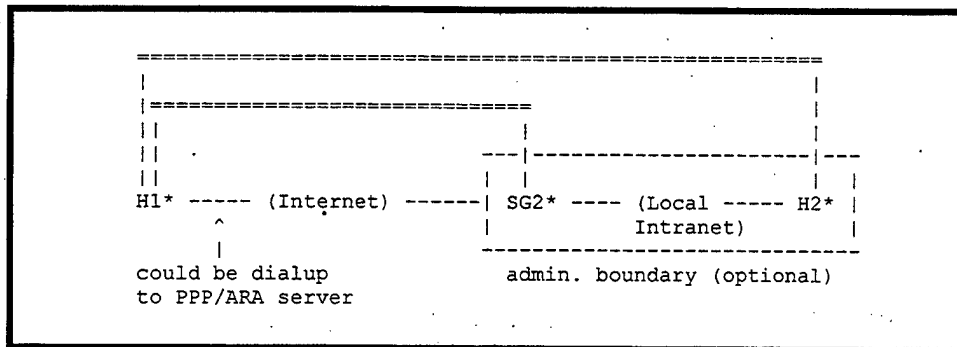 ======================================================
|                                                    |
|==============================                      |
||                             |                     |
||                          ---|----------------------|---
||                          |  |                     |  |
H1* ----- (Internet) ------| SG2* ---- (Local ----- H2* |
^                          |           Intranet)        |
|                          ------------------------------
could be dialup              admin. boundary (optional)
to PPP/ARA server